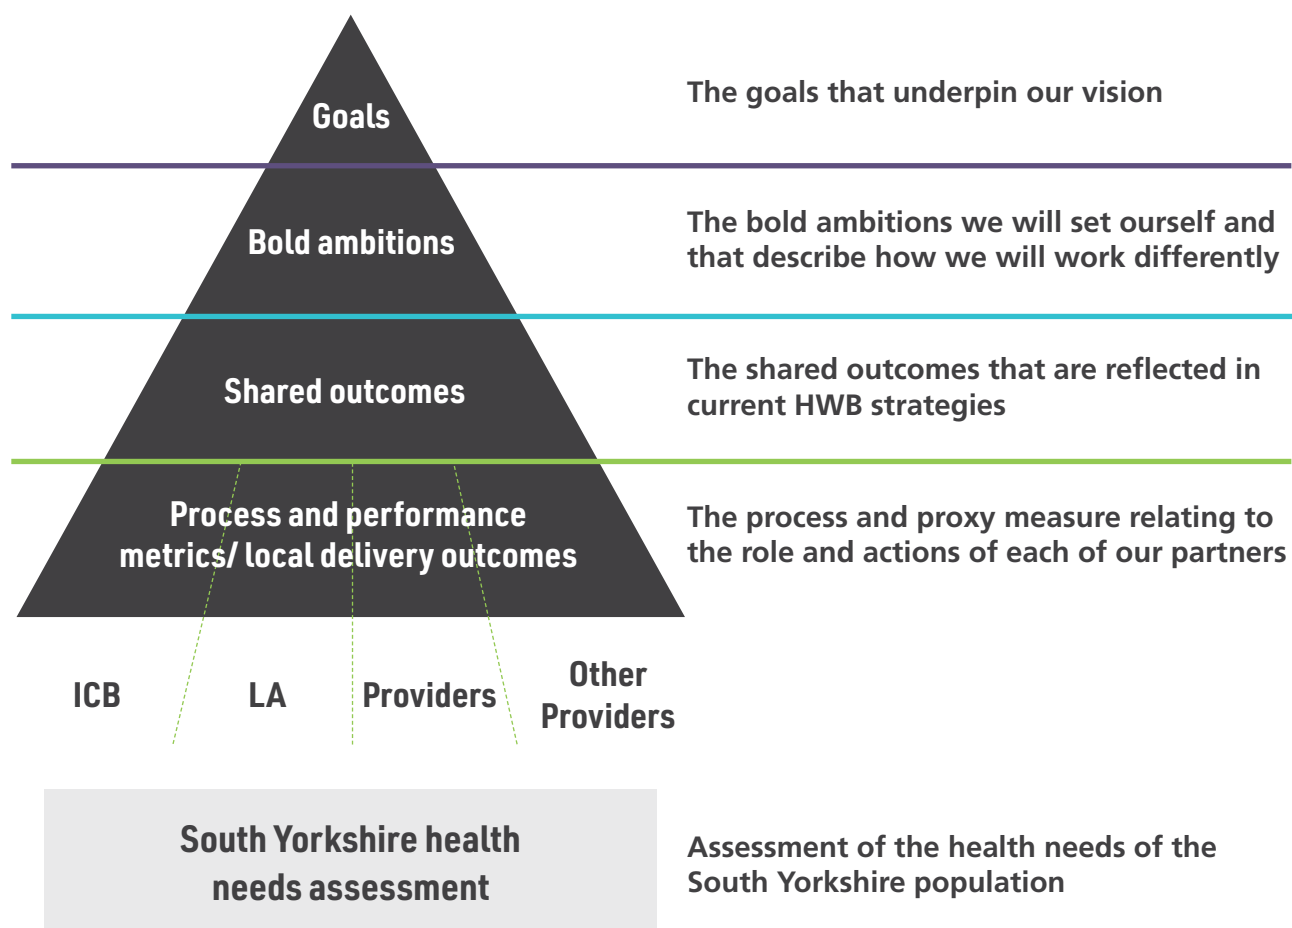 Goals
The goals that underpin our vision
Bold ambitions
The bold ambitions we will set ourself and
that describe how we will work differently
Shared outcomes
The shared outcomes that are reflected in
current HWB strategies
Process and performance
metrics/ local delivery outcomes
The process and proxy measure relating to
the role and actions of each of our partners
ICB
LA
Providers
Other
Providers
South Yorkshire health
needs assessment
Assessment of the health needs of the
South Yorkshire population